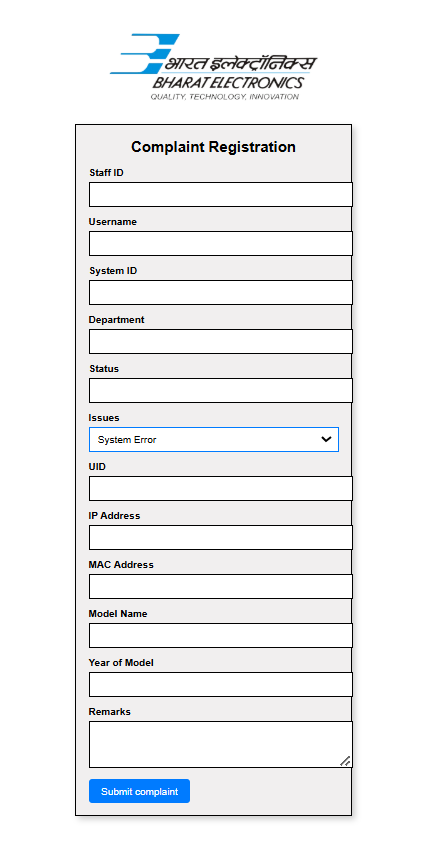 भारत इलेक्ट्रॉनिक्स
BHARAT ELECTRONICS
QUALITY, TECHNOLOGY, INNOVATION
Complaint Registration
Staff ID
Username
System ID
Department
Status
Issues
System Error
UID
IP Address
MAC Address
Model Name
Year of Model
Remarks
Submit complaint